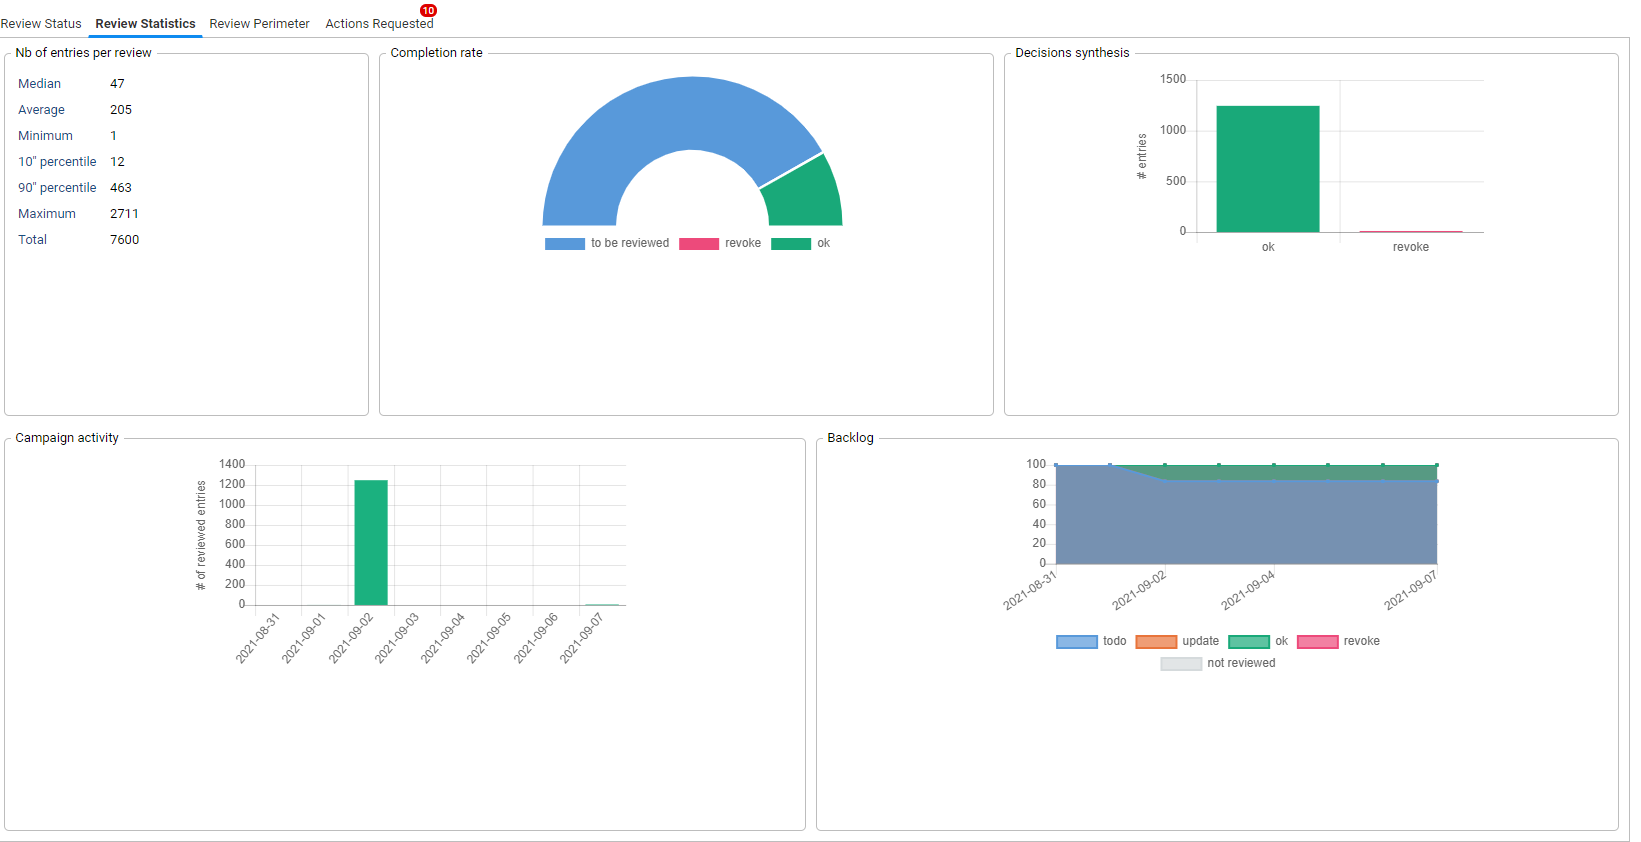 10
Review Status Review Statistics Review Perimeter Actions Requested
Nb of entries per review
Median 47
Average 205
Minimum 1
10" percentile 12
90" percentile 463
Maximum 2711
Total 7600
Completion rate
to be reviewed revoke ok
Decisions synthesis
# entries
1500
1000
500
0
ok revoke
Campaign activity
# of reviewed entries
1400
1200
1000
800
600
400
200
0
2021-08-31 2021-09-01 2021-09-02 2021-09-03 2021-09-04 2021-09-05 2021-09-06 2021-09-07
Backlog
100
80
60
40
20
0
2021-08-31 2021-09-02 2021-09-04 2021-09-07
todo update ok revoke
not reviewed